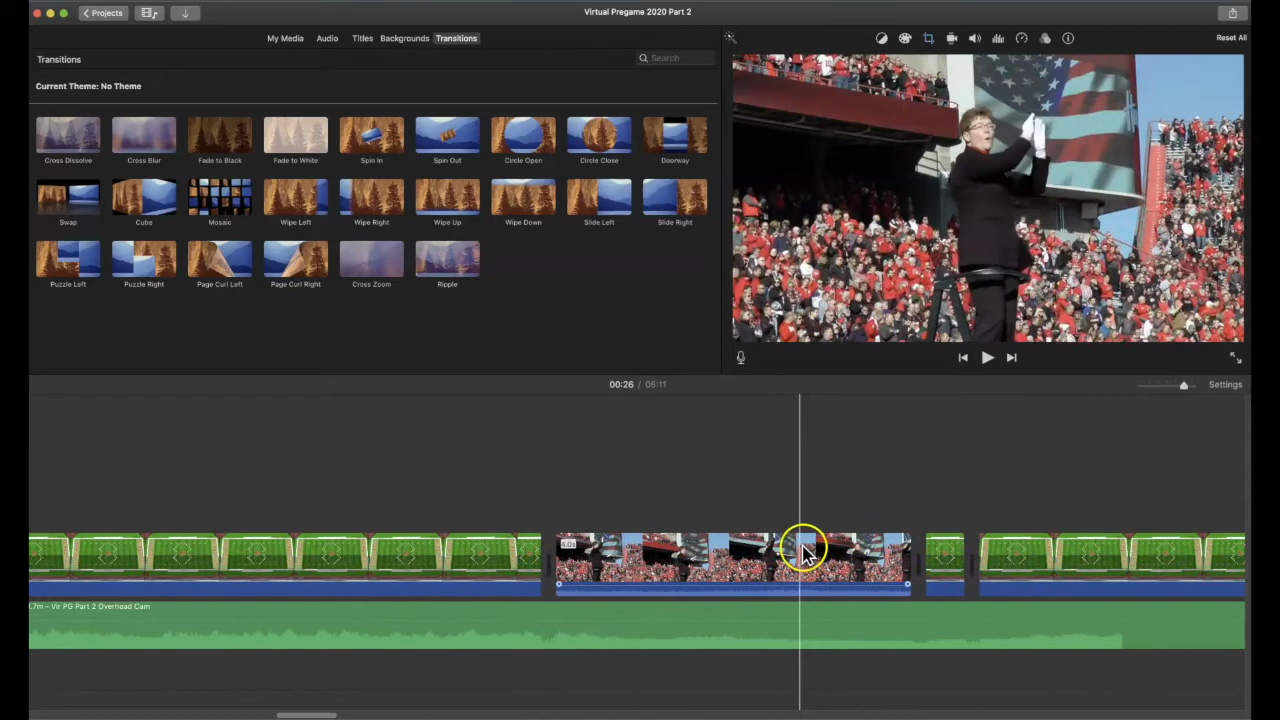 Projects
Virtual Pregame 2020 Part 2
My Media Audio Titles Backgrounds Transitions
Reset All
Transitions
Search
Current Theme: No Theme
Cross Dissolve Cross Blur Fade to Black Fade to White Spin In Spin Out Circle Open Circle Close Doorway
Swap Cube Mosaic Wipe Left Wipe Right Wipe Up Wipe Down Slide Left Slide Right
Puzzle Left Puzzle Right Page Curl Left Page Curl Right Cross Zoom Ripple
00:26 / 05:11
Settings
4.0s
.7m – Vir PG Part 2 Overhead Cam